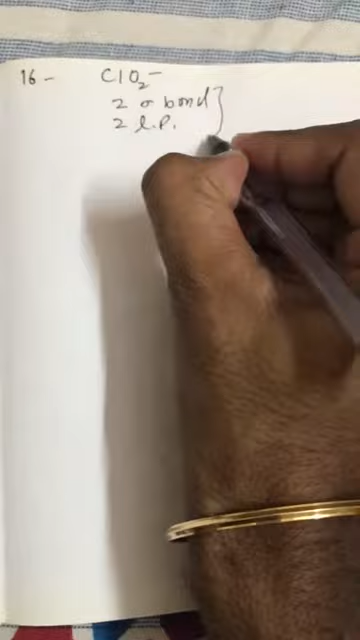 16- ClO2-
2 σ bond }
2 l.p.